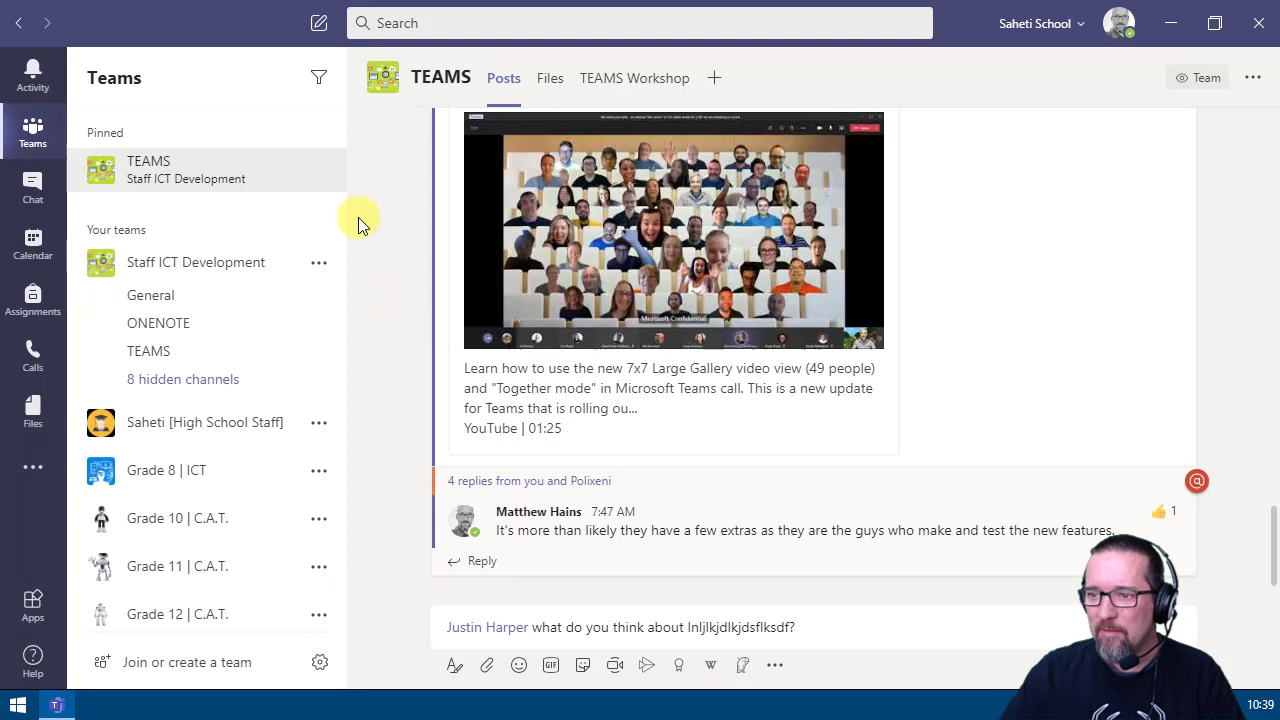 Search
Saheti School
Activity
Teams
Chat
Calendar
Assignments
Calls
Files
Apps
Help
Teams
Pinned
TEAMS
Staff ICT Development
Your teams
Staff ICT Development
General
ONENOTE
TEAMS
8 hidden channels
Saheti [High School Staff]
Grade 8 | ICT
Grade 10 | C.A.T.
Grade 11 | C.A.T.
Grade 12 | C.A.T.
Join or create a team
TEAMS Posts Files TEAMS Workshop
Team
Microsoft Confidential
Learn how to use the new 7x7 Large Gallery video view (49 people)
and "Together mode" in Microsoft Teams call. This is a new update
for Teams that is rolling ou...
YouTube | 01:25
4 replies from you and Polixeni
Matthew Hains 7:47 AM
1
It's more than likely they have a few extras as they are the guys who make and test the new features.
Reply
Justin Harper what do you think about lnljlkjdlkjdsflksdf?
GIF
10:39